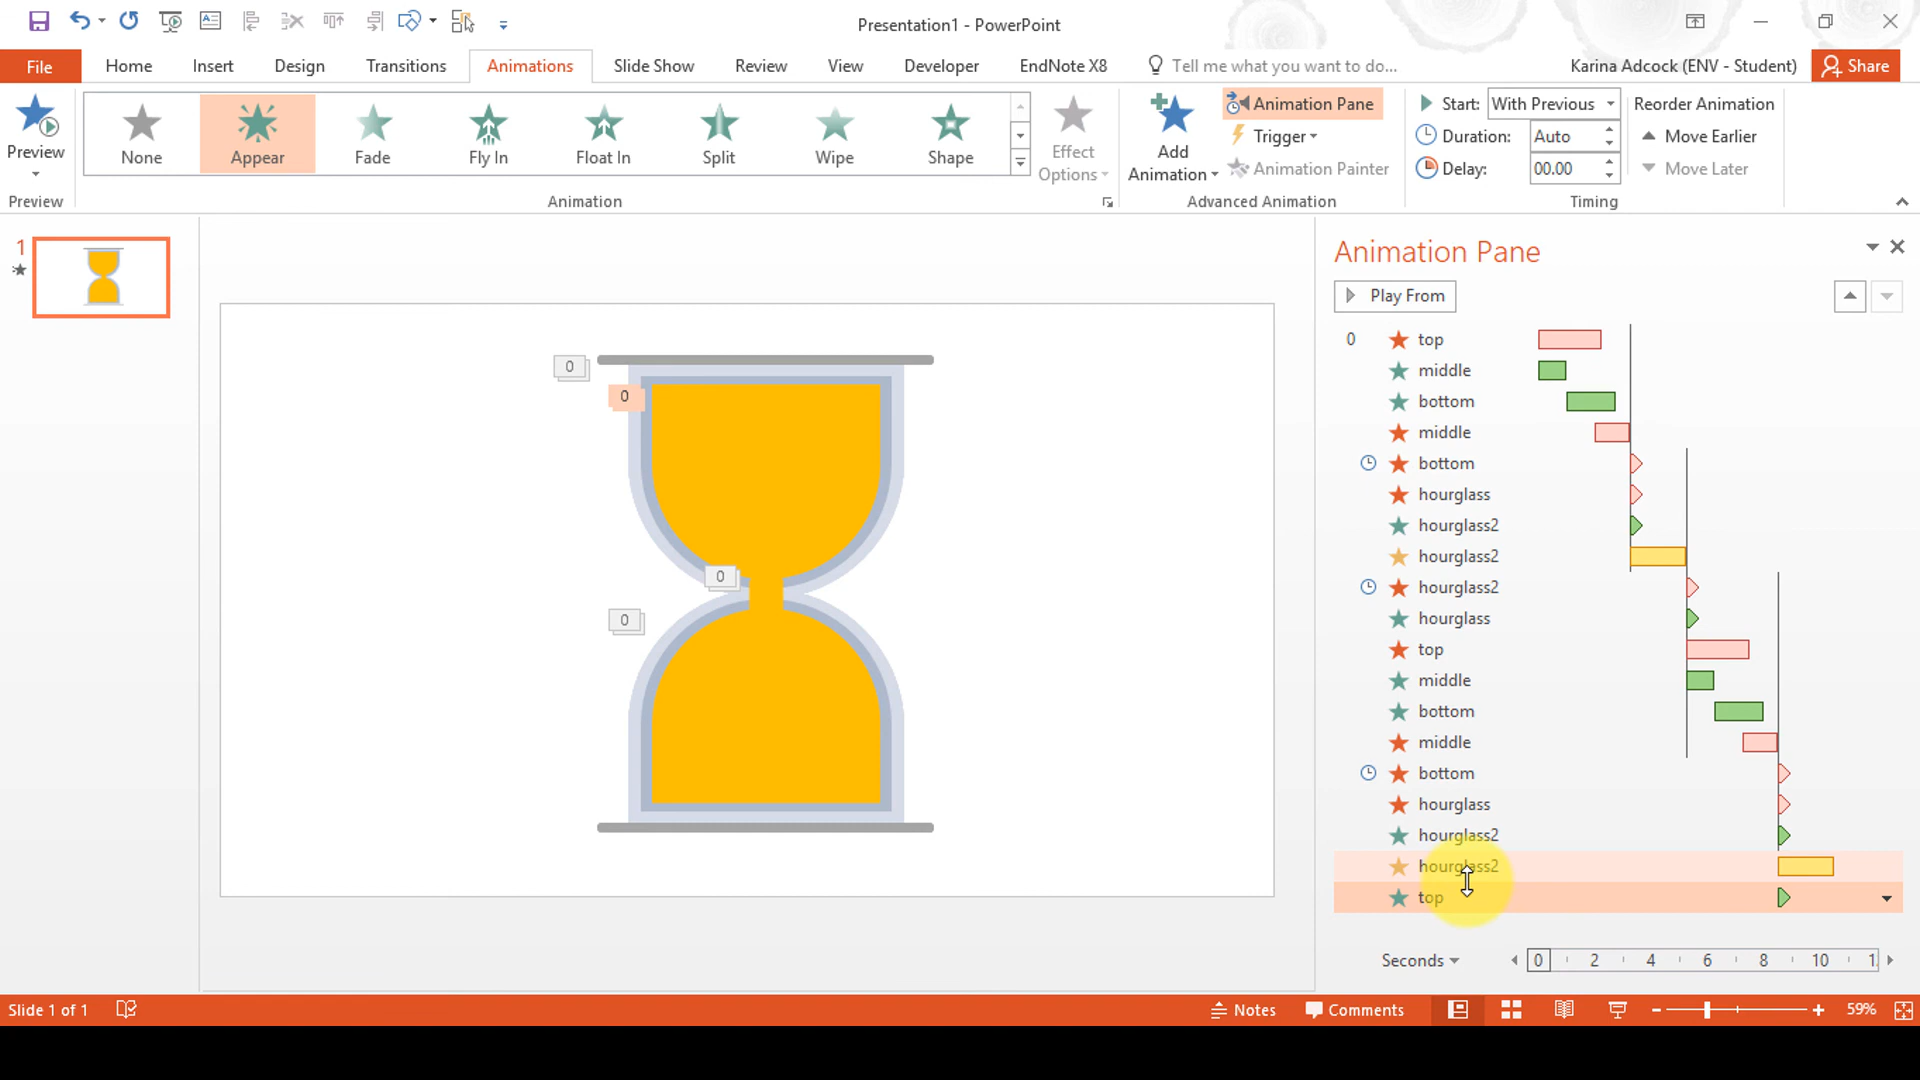 Presentation1 - PowerPoint
File Home Insert Design Transitions Animations Slide Show Review View Developer EndNote X8 Tell me what you want to do... Karina Adcock (ENV - Student) Share
Preview
None Appear Fade Fly In Float In Split Wipe Shape
Effect Options
Add Animation
Animation Pane
Trigger
Animation Painter
Start: With Previous
Duration: Auto
Delay: 00.00
Reorder Animation
Move Earlier
Move Later
Preview Animation Advanced Animation Timing
1
0
0
0
0
Animation Pane
Play From
0 top
middle
bottom
middle
bottom
hourglass
hourglass2
hourglass2
hourglass2
hourglass
top
middle
bottom
middle
bottom
hourglass
hourglass2
hourglass2
top
Seconds 0 2 4 6 8 10 1
Slide 1 of 1 Notes Comments 59%